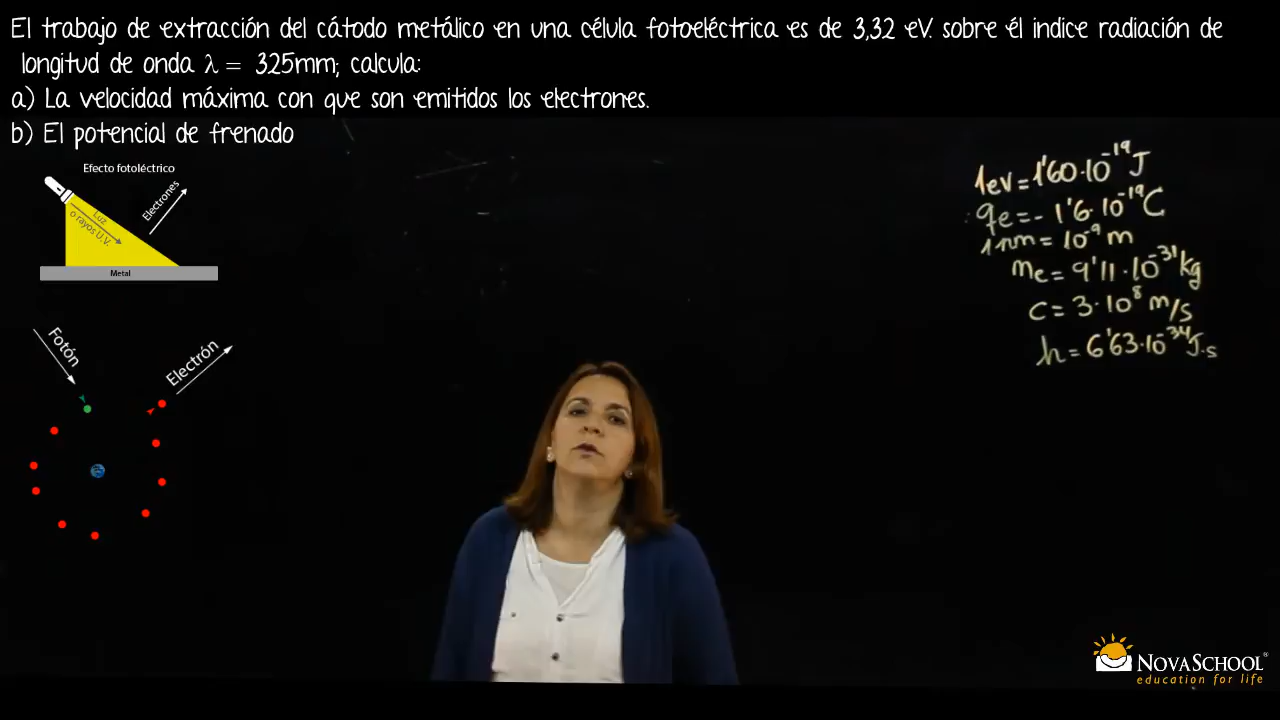 El trabajo de extracción del cátodo metálico en una célula fotoeléctrica es de 3,32 eV. sobre él indice radiación de
longitud de onda λ = 325mm; calcula:
a) La velocidad máxima con que son emitidos los electrones.
b) El potencial de frenado
Efecto fotoléctrico
Luz
o rayos U.V.
Electrones
Metal
Fotón
Electrón
1ev = 1'60·10⁻¹⁹ J
qe = - 1'6·10⁻¹⁹ C
1nm = 10⁻⁹ m
me = 9'11·10⁻³¹ kg
c = 3·10⁸ m/s
h = 6'63·10⁻³⁴ J·s
NOVASCHOOL®
education for life